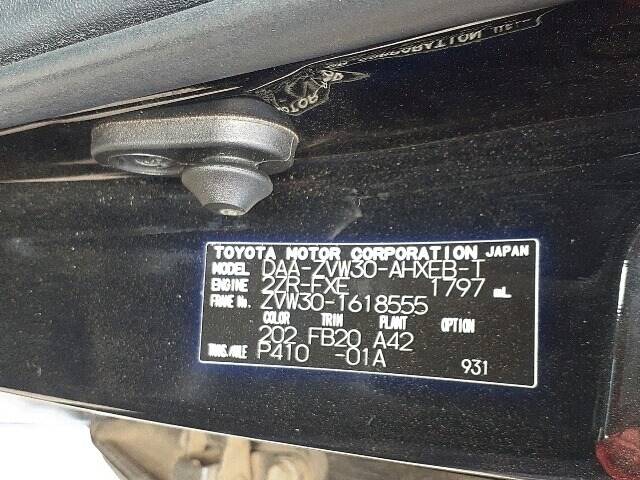 TOYOTA MOTOR CORPORATION JAPAN
MODEL DAA-ZVW30-AHXEB-T
ENGINE 2ZR-FXE 1797 mL
FRAME No. ZVW30-1618555
COLOR TRIM PLANT OPTION
202 FB20 A42
TRANS./AXLE P410 -01A 931